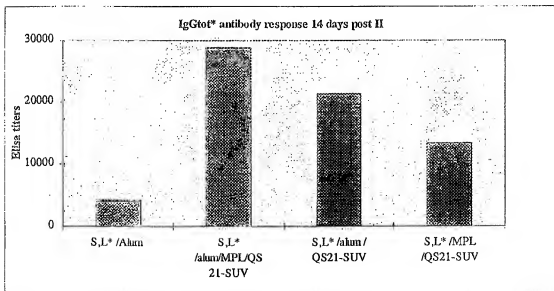 IgGtot* antibody response 14 days post II
30000
20000
10000
0
Elisa titers
S,L* /Alum
S,L*
/alum/MPL/QS
21-SUV
S,L* /alum /
QS21-SUV
S,L* /MPL
/QS21-SUV